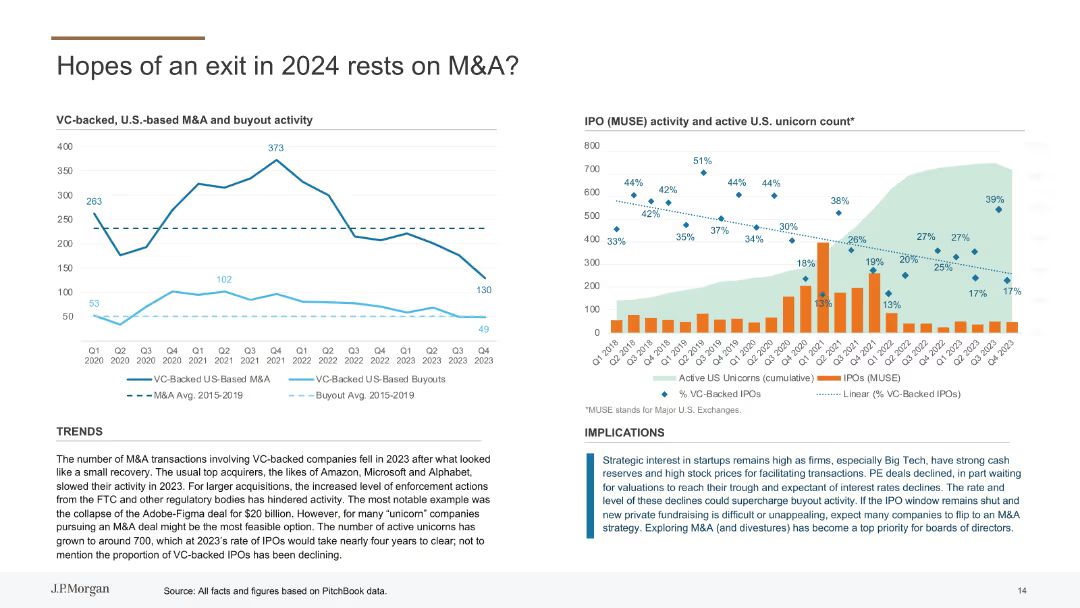 Hopes of an exit in 2024 rests on M&A?
VC-backed, U.S.-based M&A and buyout activity
400
350
300
250
200
150
100
50
263
373
130
53
102
49
Q1 2020
Q2 2020
Q3 2020
Q4 2020
Q1 2021
Q2 2021
Q3 2021
Q4 2021
Q1 2022
Q2 2022
Q3 2022
Q4 2022
Q1 2023
Q2 2023
Q3 2023
Q4 2023
VC-Backed US-Based M&A
VC-Backed US-Based Buyouts
M&A Avg. 2015-2019
Buyout Avg. 2015-2019
IPO (MUSE) activity and active U.S. unicorn count*
800
700
600
500
400
300
200
100
0
33%
44%
42%
42%
35%
51%
37%
44%
34%
44%
30%
18%
13%
38%
26%
19%
13%
20%
27%
25%
27%
17%
39%
17%
Q1 2018
Q2 2018
Q3 2018
Q4 2018
Q1 2019
Q2 2019
Q3 2019
Q4 2019
Q1 2020
Q2 2020
Q3 2020
Q4 2020
Q1 2021
Q2 2021
Q3 2021
Q4 2021
Q1 2022
Q2 2022
Q3 2022
Q4 2022
Q1 2023
Q2 2023
Q3 2023
Q4 2023
Active US Unicorns (cumulative)
IPOs (MUSE)
% VC-Backed IPOs
Linear (% VC-Backed IPOs)
*MUSE stands for Major U.S. Exchanges.
TRENDS
The number of M&A transactions involving VC-backed companies fell in 2023 after what looked
like a small recovery. The usual top acquirers, the likes of Amazon, Microsoft and Alphabet,
slowed their activity in 2023. For larger acquisitions, the increased level of enforcement actions
from the FTC and other regulatory bodies has hindered activity. The most notable example was
the collapse of the Adobe-Figma deal for $20 billion. However, for many “unicorn” companies
pursuing an M&A deal might be the most feasible option. The number of active unicorns has
grown to around 700, which at 2023’s rate of IPOs would take nearly four years to clear; not to
mention the proportion of VC-backed IPOs has been declining.
IMPLICATIONS
Strategic interest in startups remains high as firms, especially Big Tech, have strong cash
reserves and high stock prices for facilitating transactions. PE deals declined, in part waiting
for valuations to reach their trough and expectant of interest rates declines. The rate and
level of these declines could supercharge buyout activity. If the IPO window remains shut and
new private fundraising is difficult or unappealing, expect many companies to flip to an M&A
strategy. Exploring M&A (and divestures) has become a top priority for boards of directors.
J.P.Morgan
Source: All facts and figures based on PitchBook data.
14